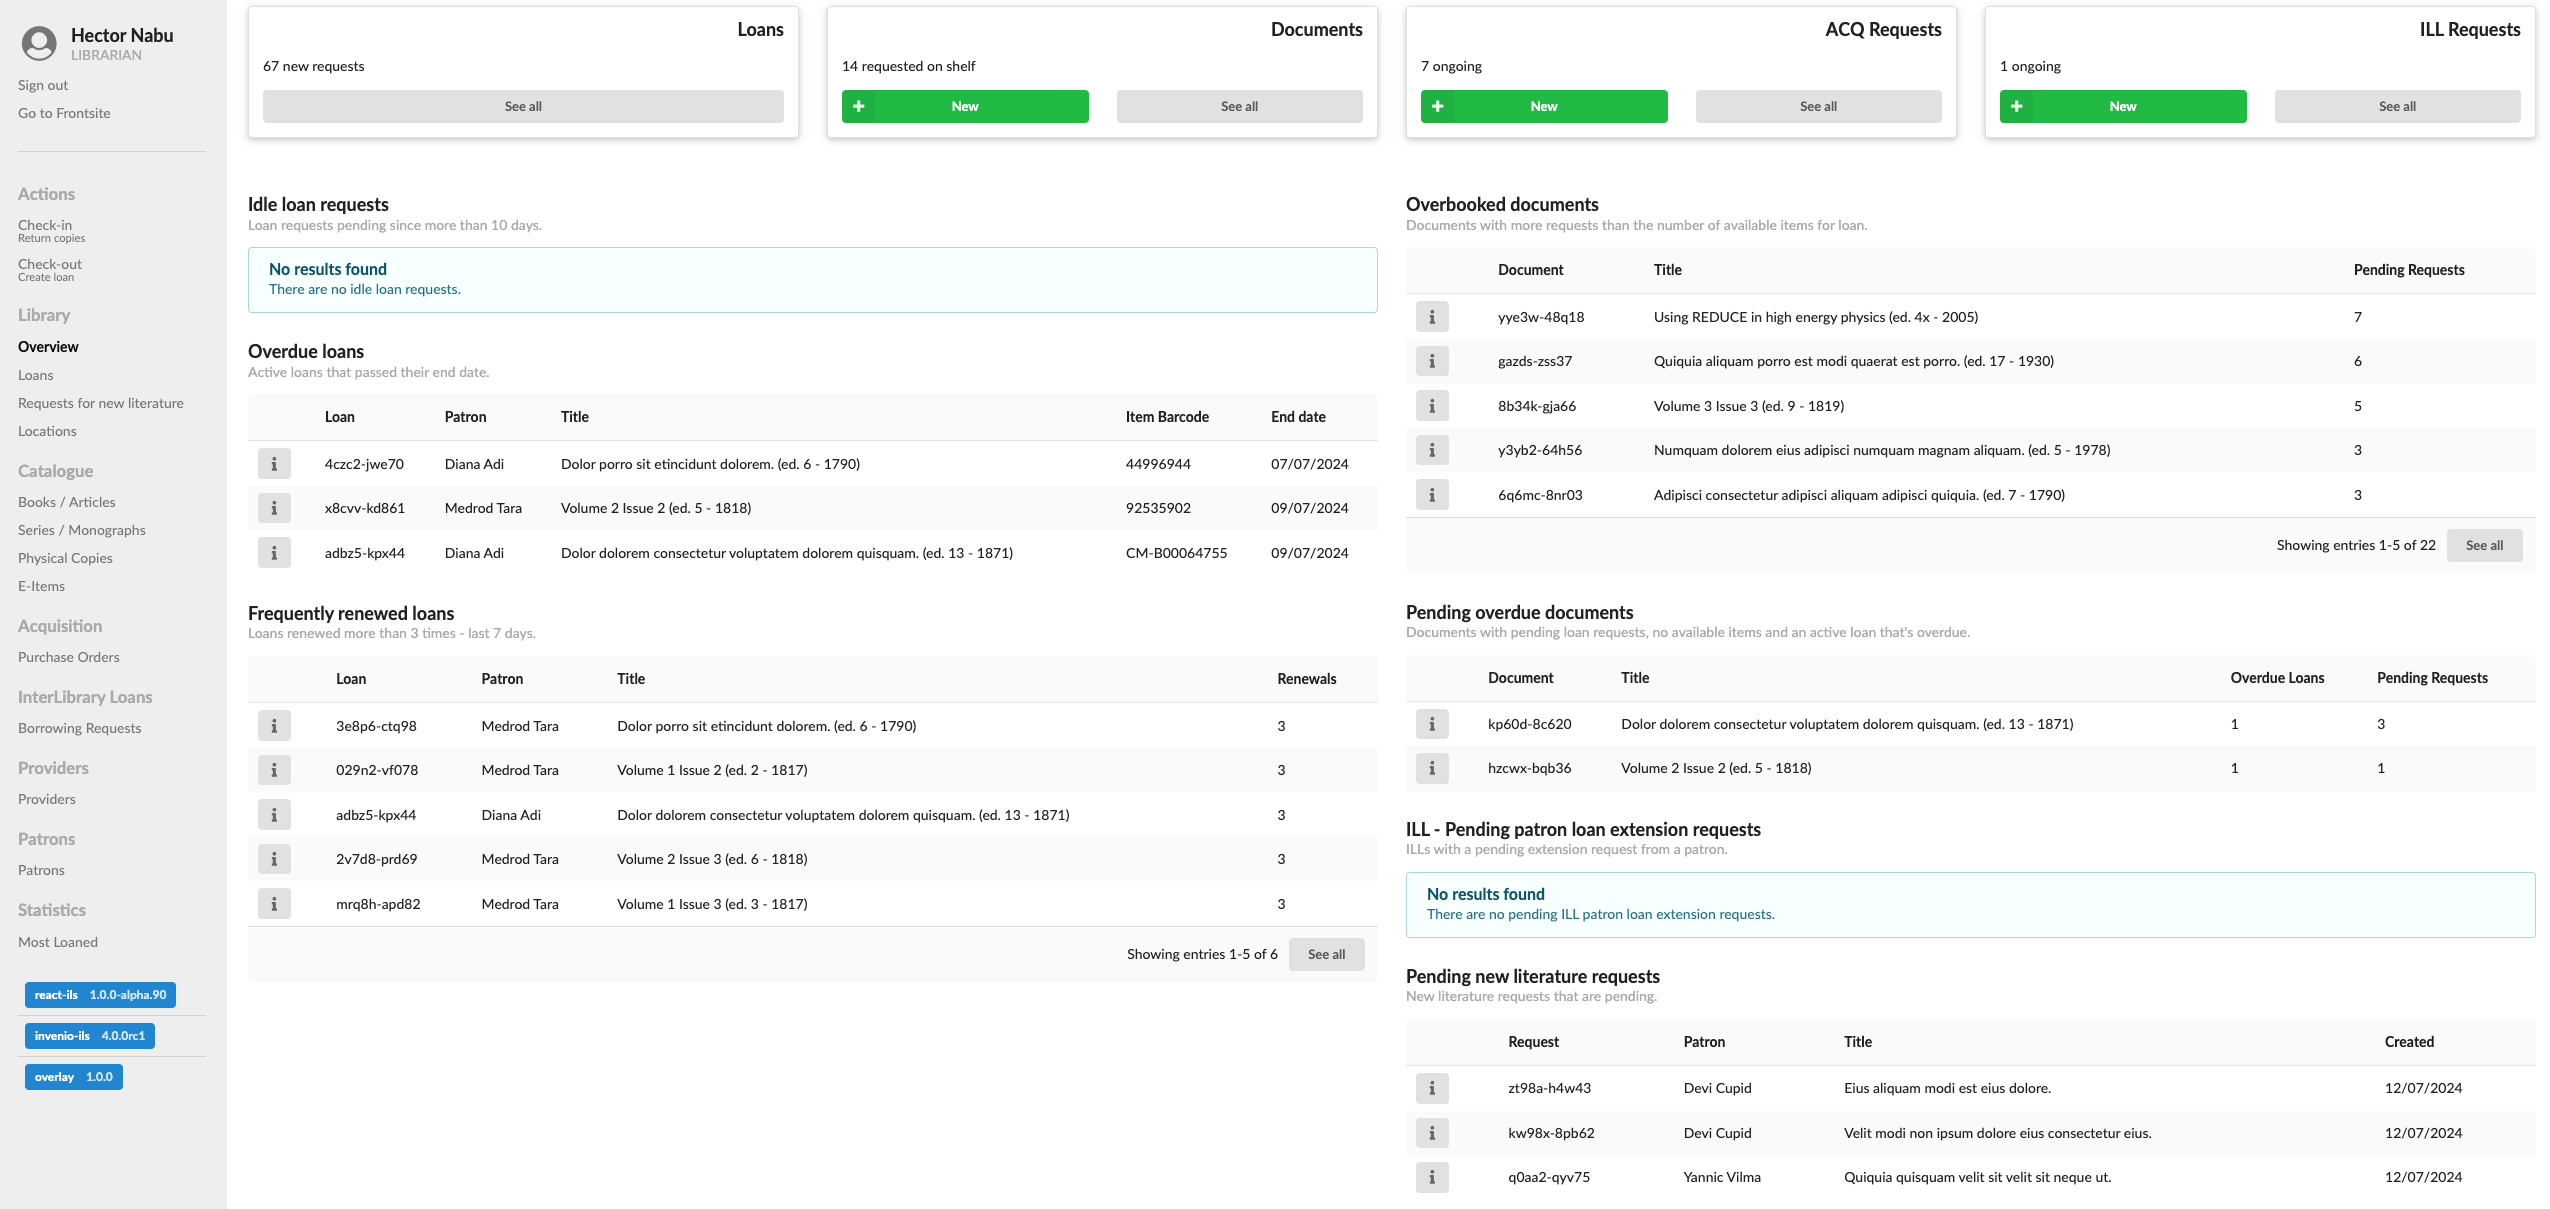 Hector Nabu
LIBRARIAN
Sign out
Go to Frontsite
Actions
Check-in
Return copies
Check-out
Create loan
Library
Overview
Loans
Requests for new literature
Locations
Catalogue
Books / Articles
Series / Monographs
Physical Copies
E-Items
Acquisition
Purchase Orders
InterLibrary Loans
Borrowing Requests
Providers
Providers
Patrons
Patrons
Statistics
Most Loaned
react-ils 1.0.0-alpha.90
invenio-ils 4.0.0rc1
overlay 1.0.0
Loans
67 new requests
See all
Documents
14 requested on shelf
New See all
ACQ Requests
7 ongoing
New See all
ILL Requests
1 ongoing
New See all
Idle loan requests
Loan requests pending since more than 10 days.
No results found
There are no idle loan requests.
Overdue loans
Active loans that passed their end date.
Loan Patron Title Item Barcode End date
4czc2-jwe70 Diana Adi Dolor porro sit etincidunt dolorem. (ed. 6 - 1790) 44996944 07/07/2024
x8cvv-kd861 Medrod Tara Volume 2 Issue 2 (ed. 5 - 1818) 92535902 09/07/2024
adbz5-kpx44 Diana Adi Dolor dolorem consectetur voluptatem dolorem quisquam. (ed. 13 - 1871) CM-B00064755 09/07/2024
Frequently renewed loans
Loans renewed more than 3 times - last 7 days.
Loan Patron Title Renewals
3e8p6-ctq98 Medrod Tara Dolor porro sit etincidunt dolorem. (ed. 6 - 1790) 3
029n2-vf078 Medrod Tara Volume 1 Issue 2 (ed. 2 - 1817) 3
adbz5-kpx44 Diana Adi Dolor dolorem consectetur voluptatem dolorem quisquam. (ed. 13 - 1871) 3
2v7d8-prd69 Medrod Tara Volume 2 Issue 3 (ed. 6 - 1818) 3
mrq8h-apd82 Medrod Tara Volume 1 Issue 3 (ed. 3 - 1817) 3
Showing entries 1-5 of 6 See all
Overbooked documents
Documents with more requests than the number of available items for loan.
Document Title Pending Requests
yye3w-48q18 Using REDUCE in high energy physics (ed. 4x - 2005) 7
gazds-zss37 Quiquia aliquam porro est modi quaerat est porro. (ed. 17 - 1930) 6
8b34k-gja66 Volume 3 Issue 3 (ed. 9 - 1819) 5
y3yb2-64h56 Numquam dolorem eius adipisci numquam magnam aliquam. (ed. 5 - 1978) 3
6q6mc-8nr03 Adipisci consectetur adipisci aliquam adipisci quiquia. (ed. 7 - 1790) 3
Showing entries 1-5 of 22 See all
Pending overdue documents
Documents with pending loan requests, no available items and an active loan that's overdue.
Document Title Overdue Loans Pending Requests
kp60d-8c620 Dolor dolorem consectetur voluptatem dolorem quisquam. (ed. 13 - 1871) 1 3
hzcwx-bqb36 Volume 2 Issue 2 (ed. 5 - 1818) 1 1
ILL - Pending patron loan extension requests
ILLs with a pending extension request from a patron.
No results found
There are no pending ILL patron loan extension requests.
Pending new literature requests
New literature requests that are pending.
Request Patron Title Created
zt98a-h4w43 Devi Cupid Eius aliquam modi est eius dolore. 12/07/2024
kw98x-8pb62 Devi Cupid Velit modi non ipsum dolore eius consectetur eius. 12/07/2024
q0aa2-qyv75 Yannic Vilma Quiquia quisquam velit sit velit sit neque ut. 12/07/2024